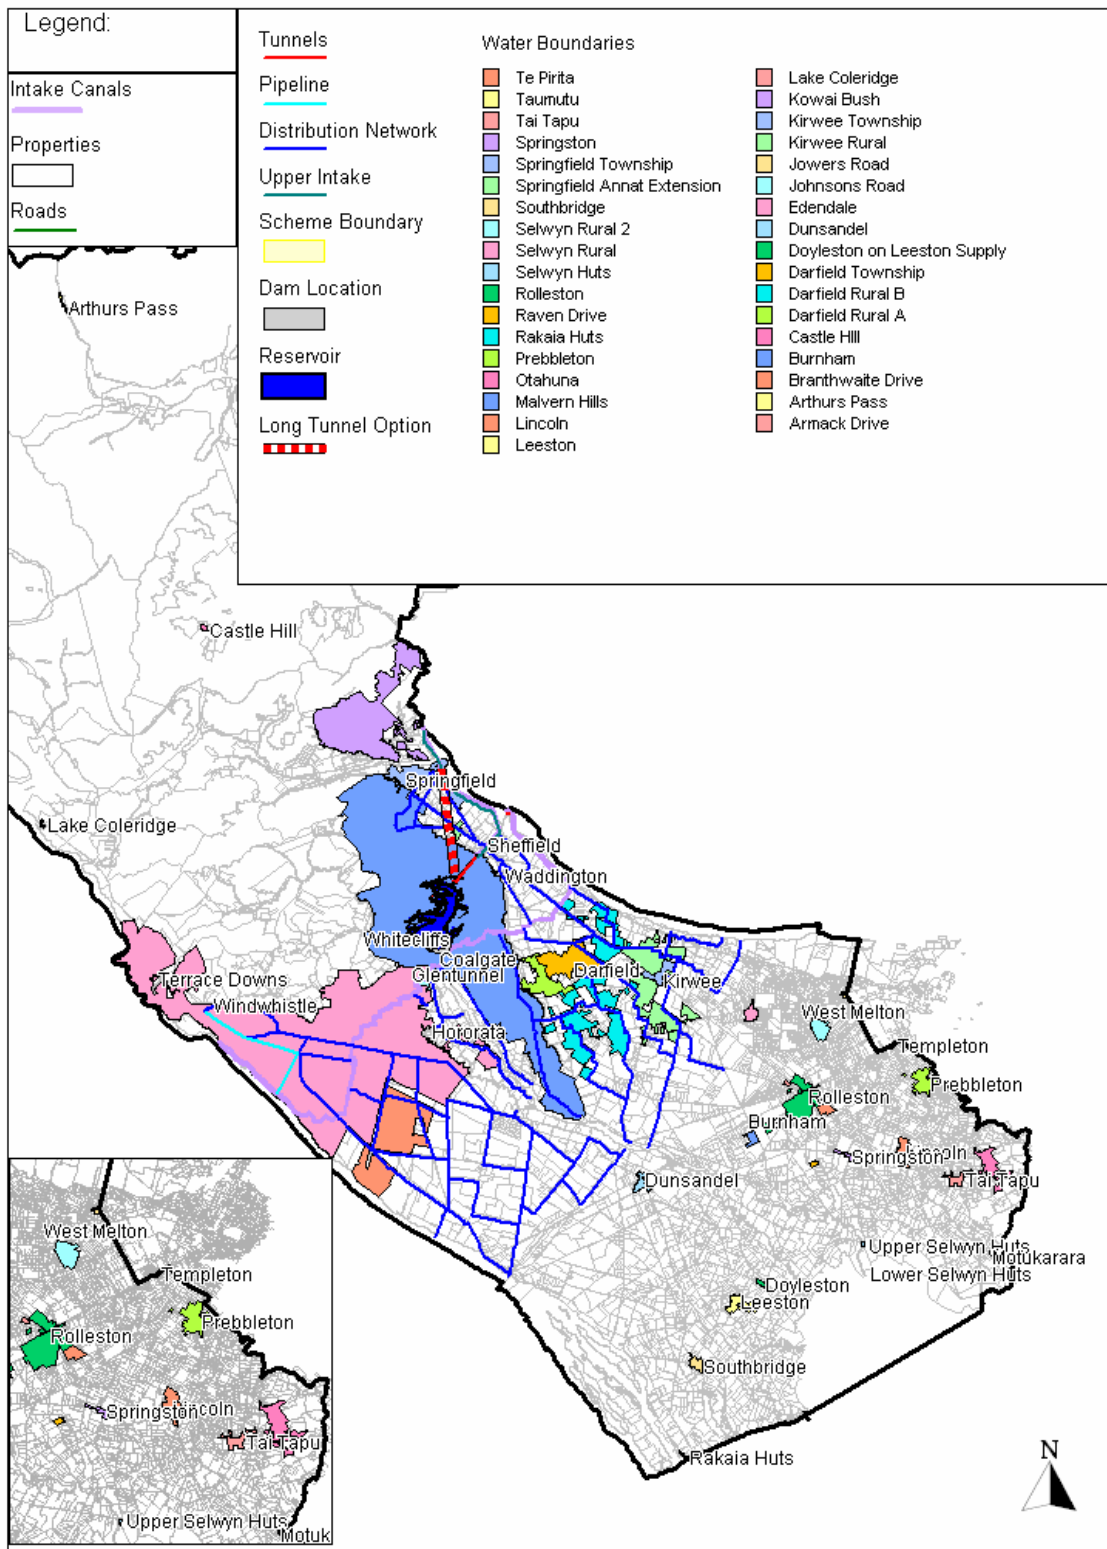 Legend:
Intake Canals
Properties
Roads
Tunnels
Pipeline
Distribution Network
Upper Intake
Scheme Boundary
Dam Location
Reservoir
Long Tunnel Option
Water Boundaries
Te Pirita
Taumutu
Tai Tapu
Springston
Springfield Township
Springfield Annat Extension
Southbridge
Selwyn Rural 2
Selwyn Rural
Selwyn Huts
Rolleston
Raven Drive
Rakaia Huts
Prebbleton
Otahuna
Malvern Hills
Lincoln
Leeston
Lake Coleridge
Kowai Bush
Kirwee Township
Kirwee Rural
Jowers Road
Johnsons Road
Edendale
Dunsandel
Doyleston on Leeston Supply
Darfield Township
Darfield Rural B
Darfield Rural A
Castle Hill
Burnham
Branthwaite Drive
Arthurs Pass
Armack Drive
Arthurs Pass
Castle Hill
Springfield
Lake Coleridge
Sheffield
Waddington
Whitecliffs
Coalgate
Glentunnel
Darfield
Kirwee
Terrace Downs
Windwhistle
Hororata
West Melton
Templeton
Prebbleton
Rolleston
Burnham
Springston
coln
Tai Tapu
Dunsandel
Upper Selwyn Huts
Motukarara
Lower Selwyn Huts
Doyleston
Leeston
Southbridge
Rakaia Huts
N
West Melton
Templeton
Prebbleton
Rolleston
Springston
coln
Tai Tapu
Upper Selwyn Huts
Motuk